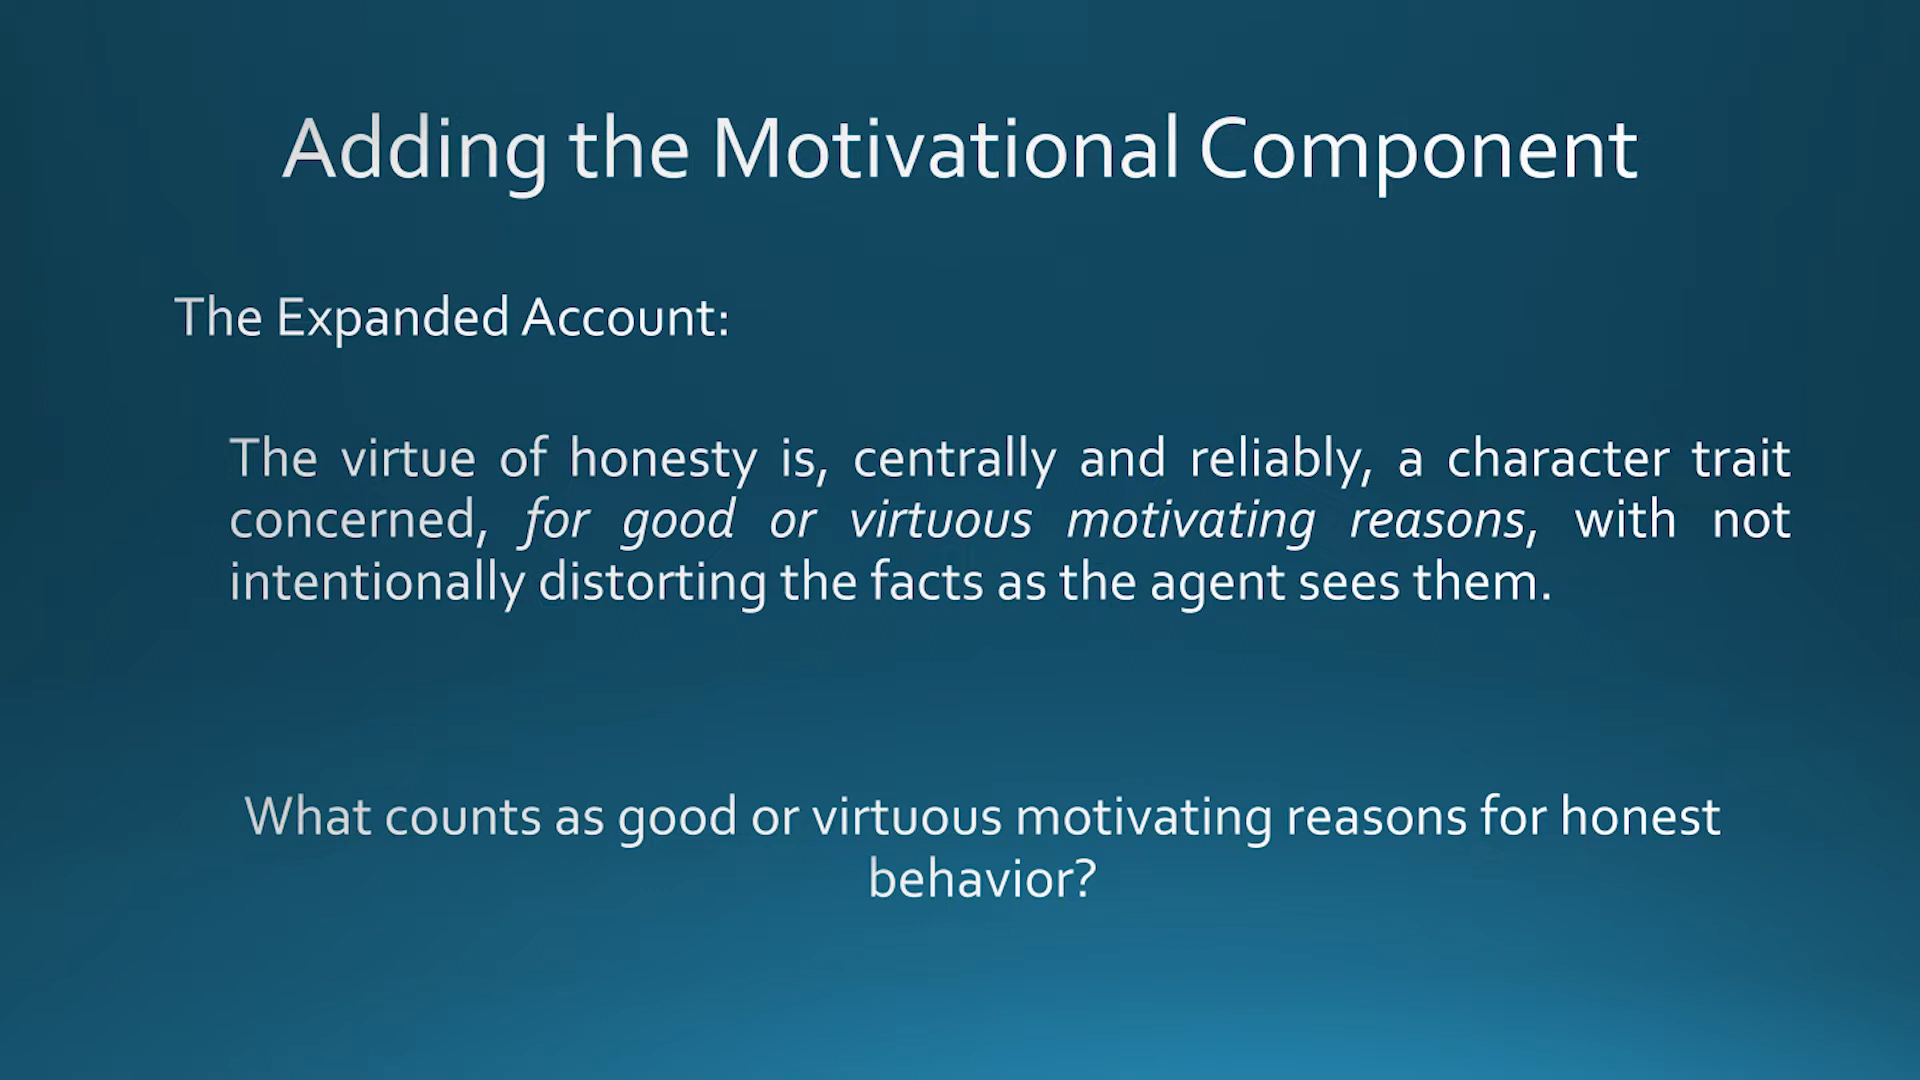 Adding the Motivational Component
The Expanded Account:
The virtue of honesty is, centrally and reliably, a character trait
concerned, for good or virtuous motivating reasons, with not
intentionally distorting the facts as the agent sees them.
What counts as good or virtuous motivating reasons for honest
behavior?